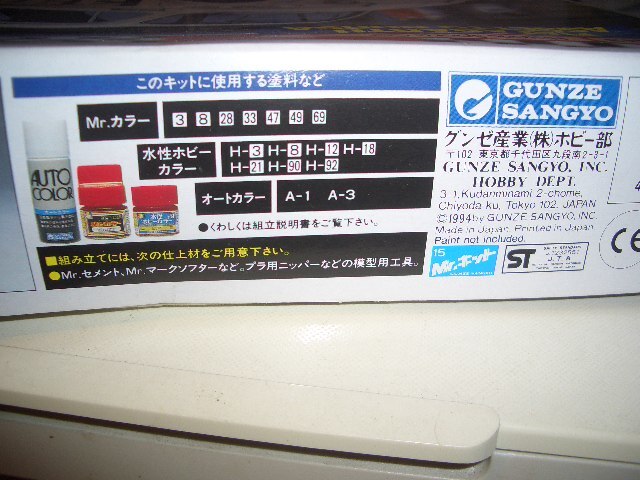 このキットに使用する塗料など
Mr.カラー 3 8 28 33 47 49 69
水性ホビーカラー H-3 H-8 H-12 H-18
H-21 H-90 H-92
オートカラー A-1 A-3
●くわしくは組立説明書をご覧下さい。
■組み立てには、次の仕上材をご用意下さい。
●Mr.セメント、Mr.マークソフターなど。プラ用ニッパーなどの模型用工具。
AUTO
COLOR
水性
GUNZE
SANGYO
グンゼ産業(株)ホビー部
〒102 東京都千代田区九段南2-3-1
GUNZE SANGYO, INC.
HOBBY DEPT.
3-1, Kudanminami 2-chome,
Chiyoda ku, Tokyo 102, JAPAN
©1994 by GUNZE SANGYO, INC.
Made in Japan, Printed in Japan
Paint not included.
15
Mr.キット
ST
CE
4